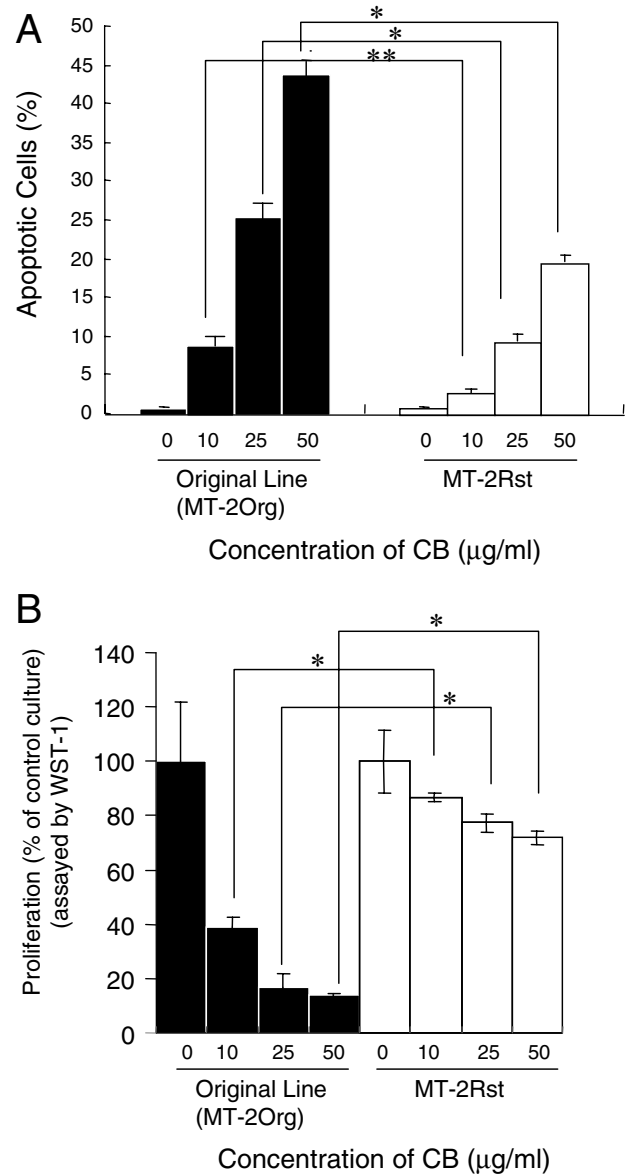 A
Apoptotic Cells (%)
50
45
40
35
30
25
20
15
10
5
0
*
*
**
0 10 25 50 0 10 25 50
Original Line
(MT-2Org)
MT-2Rst
Concentration of CB (μg/ml)
B
Proliferation (% of control culture)
(assayed by WST-1)
140
120
100
80
60
40
20
0
*
*
*
0 10 25 50 0 10 25 50
Original Line
(MT-2Org)
MT-2Rst
Concentration of CB (μg/ml)